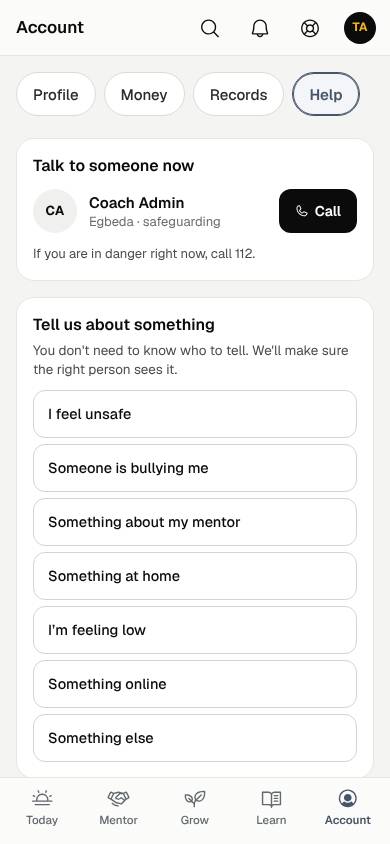 Account
TA
Profile
Money
Records
Help
Talk to someone now
CA
Coach Admin
Egbeda · safeguarding
Call
If you are in danger right now, call 112.
Tell us about something
You don't need to know who to tell. We'll make sure
the right person sees it.
I feel unsafe
Someone is bullying me
Something about my mentor
Something at home
I'm feeling low
Something online
Something else
Today
Mentor
Grow
Learn
Account